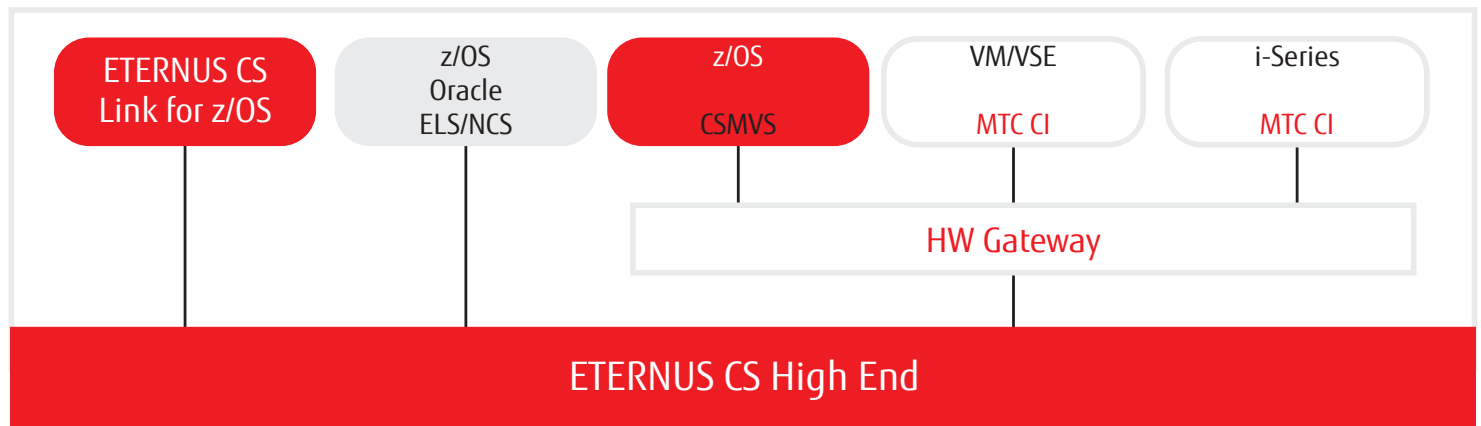 ETERNUS CS
Link for z/OS
z/OS
Oracle
ELS/NCS
z/OS
CSMVS
VM/VSE
MTC CI
i-Series
MTC CI
HW Gateway
ETERNUS CS High End